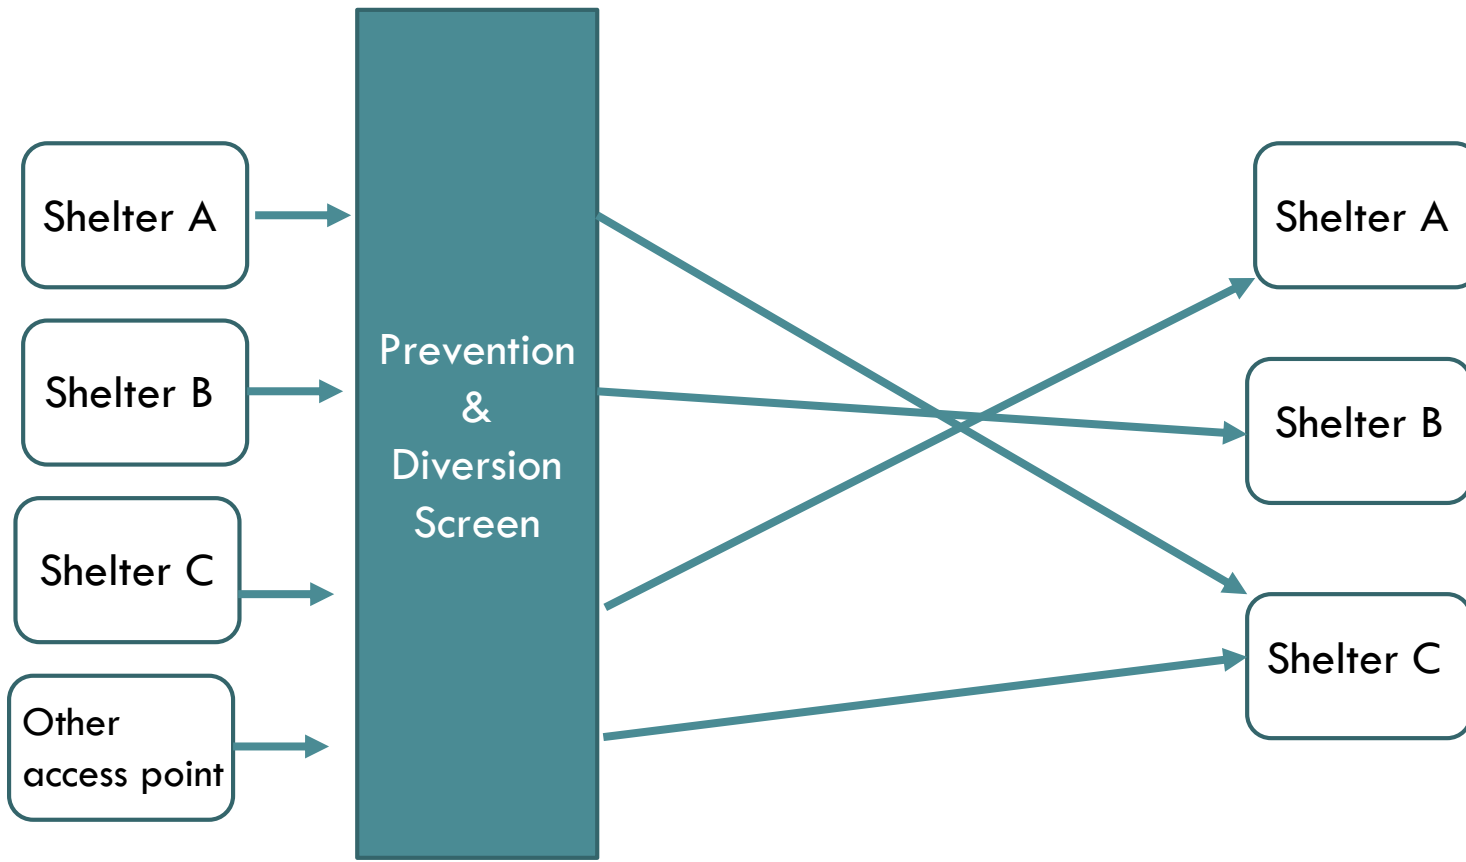 Shelter A
Shelter B
Shelter C
Other
access point
Prevention
&
Diversion
Screen
Shelter A
Shelter B
Shelter C